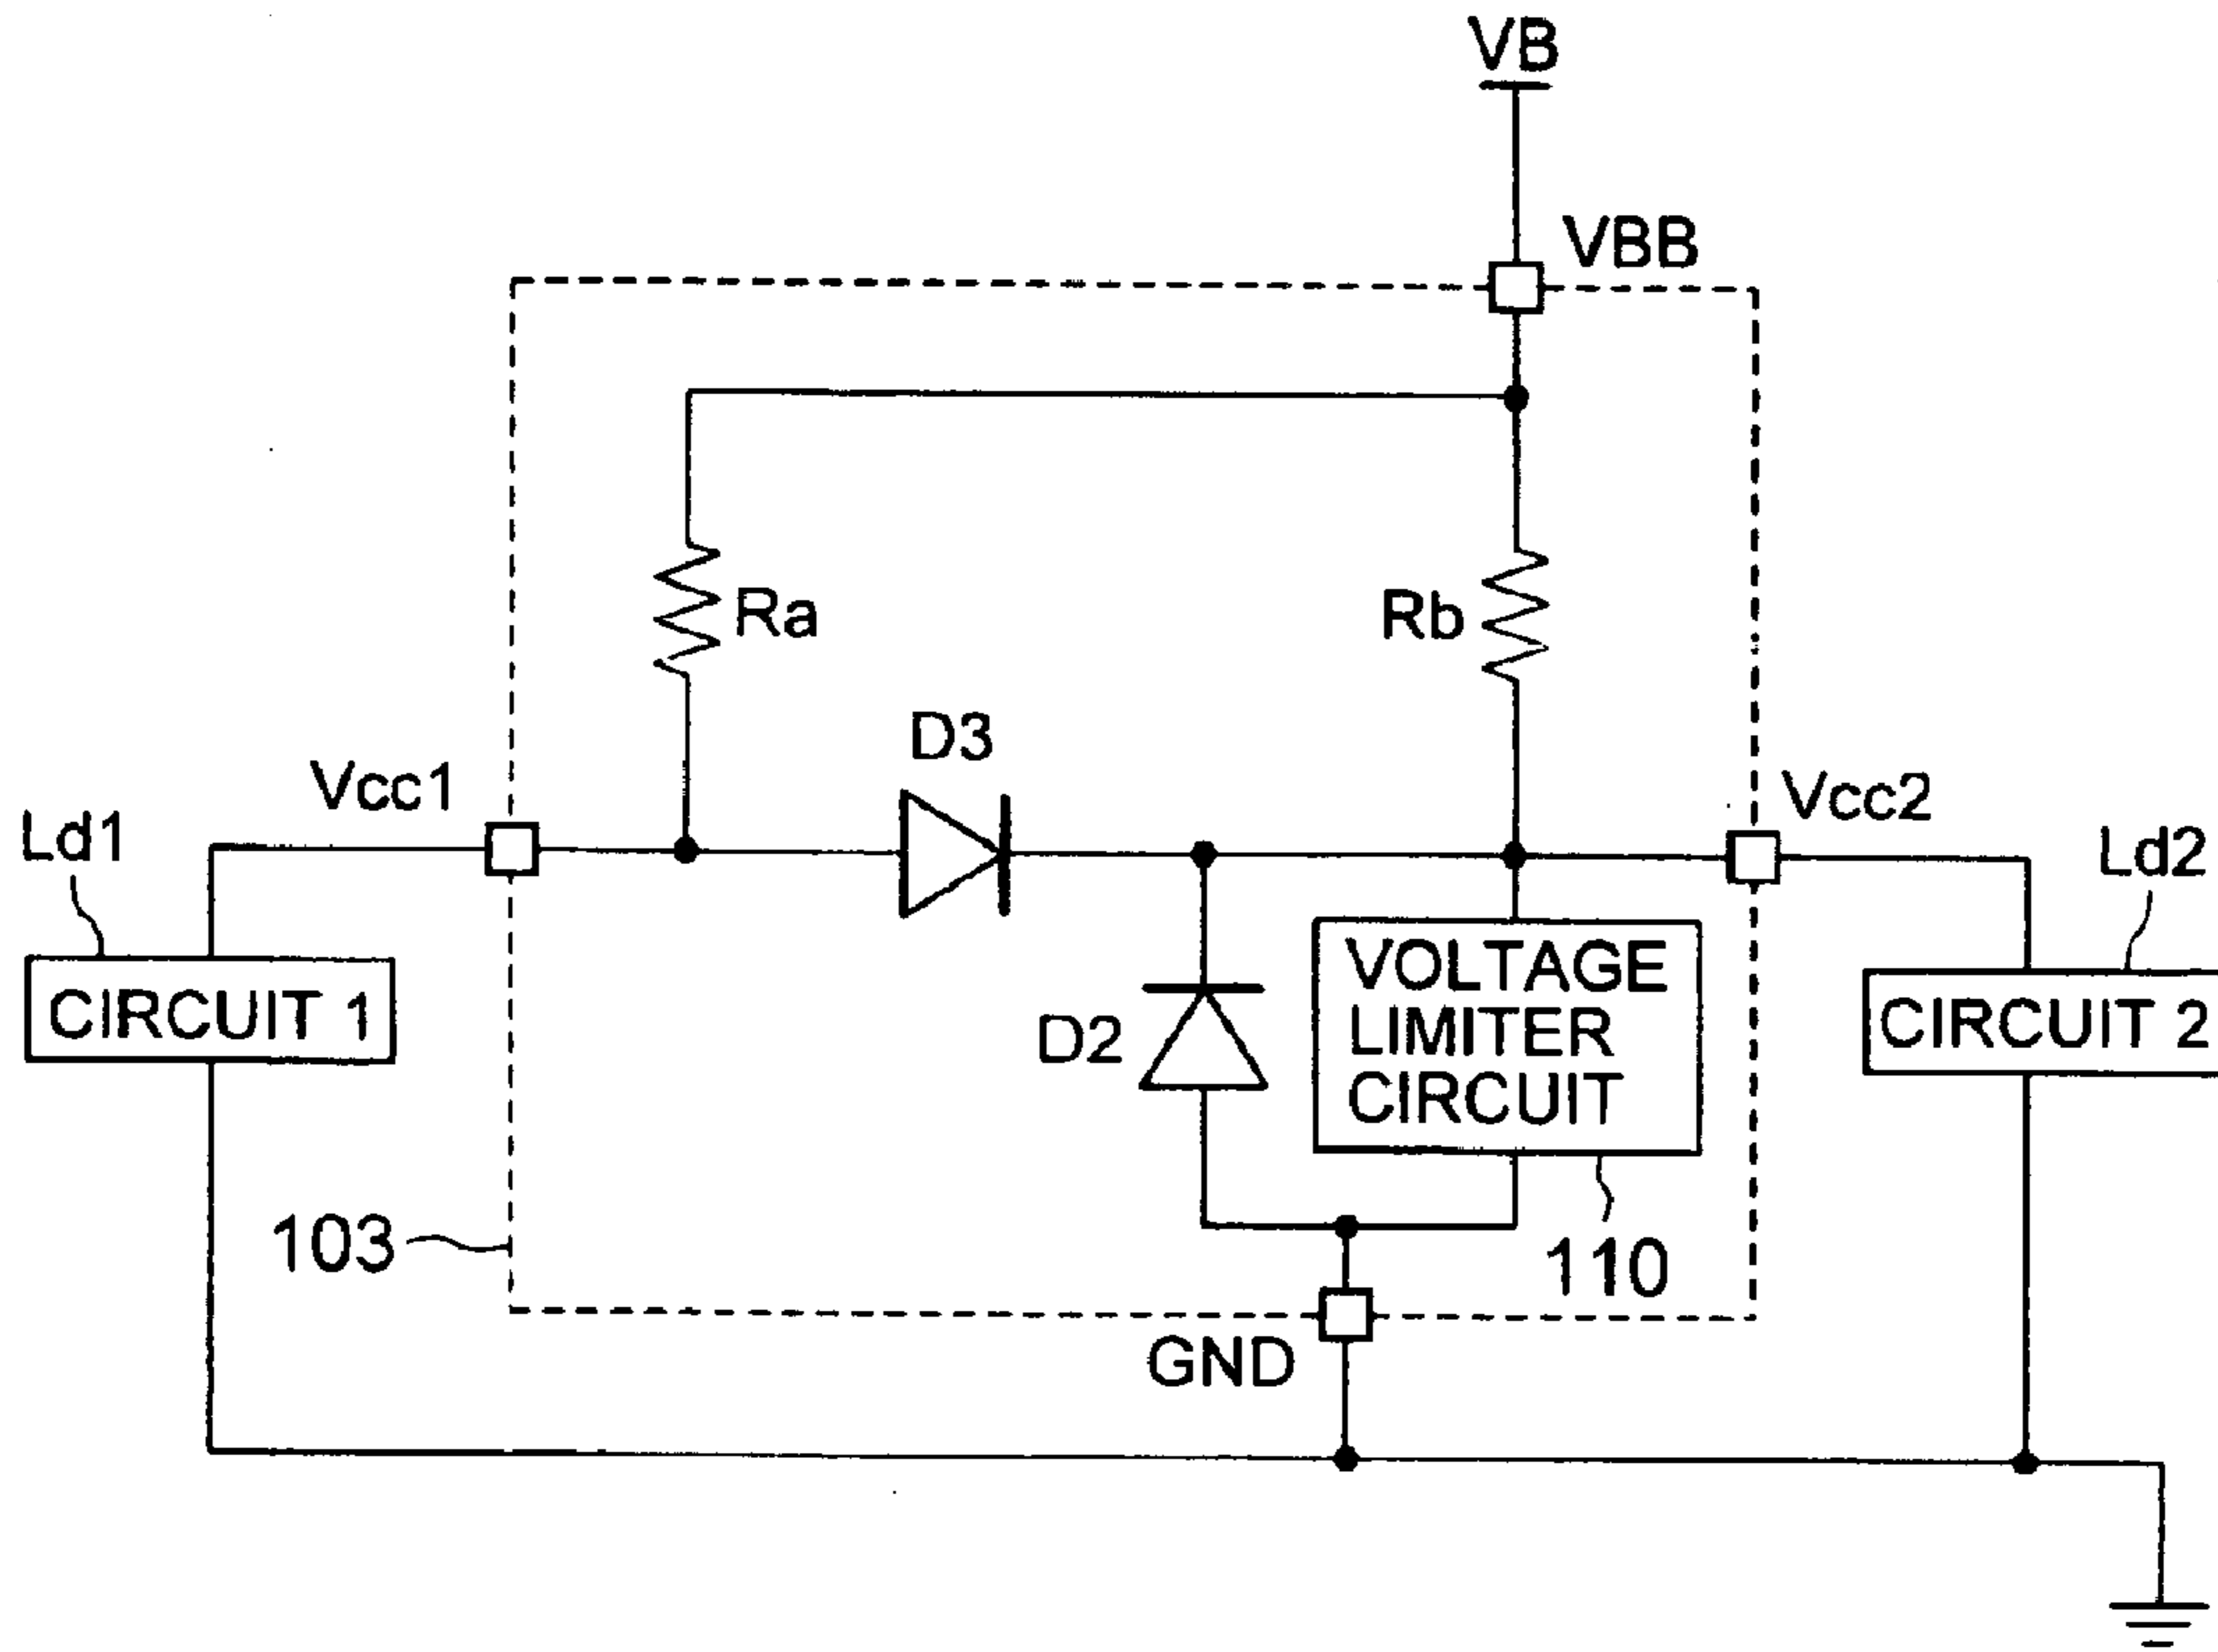 VB
VBB
Ra
Rb
D3
Vcc1
Vcc2
Ld1
Ld2
CIRCUIT 1
VOLTAGE
LIMITER
CIRCUIT
D2
CIRCUIT 2
103
110
GND